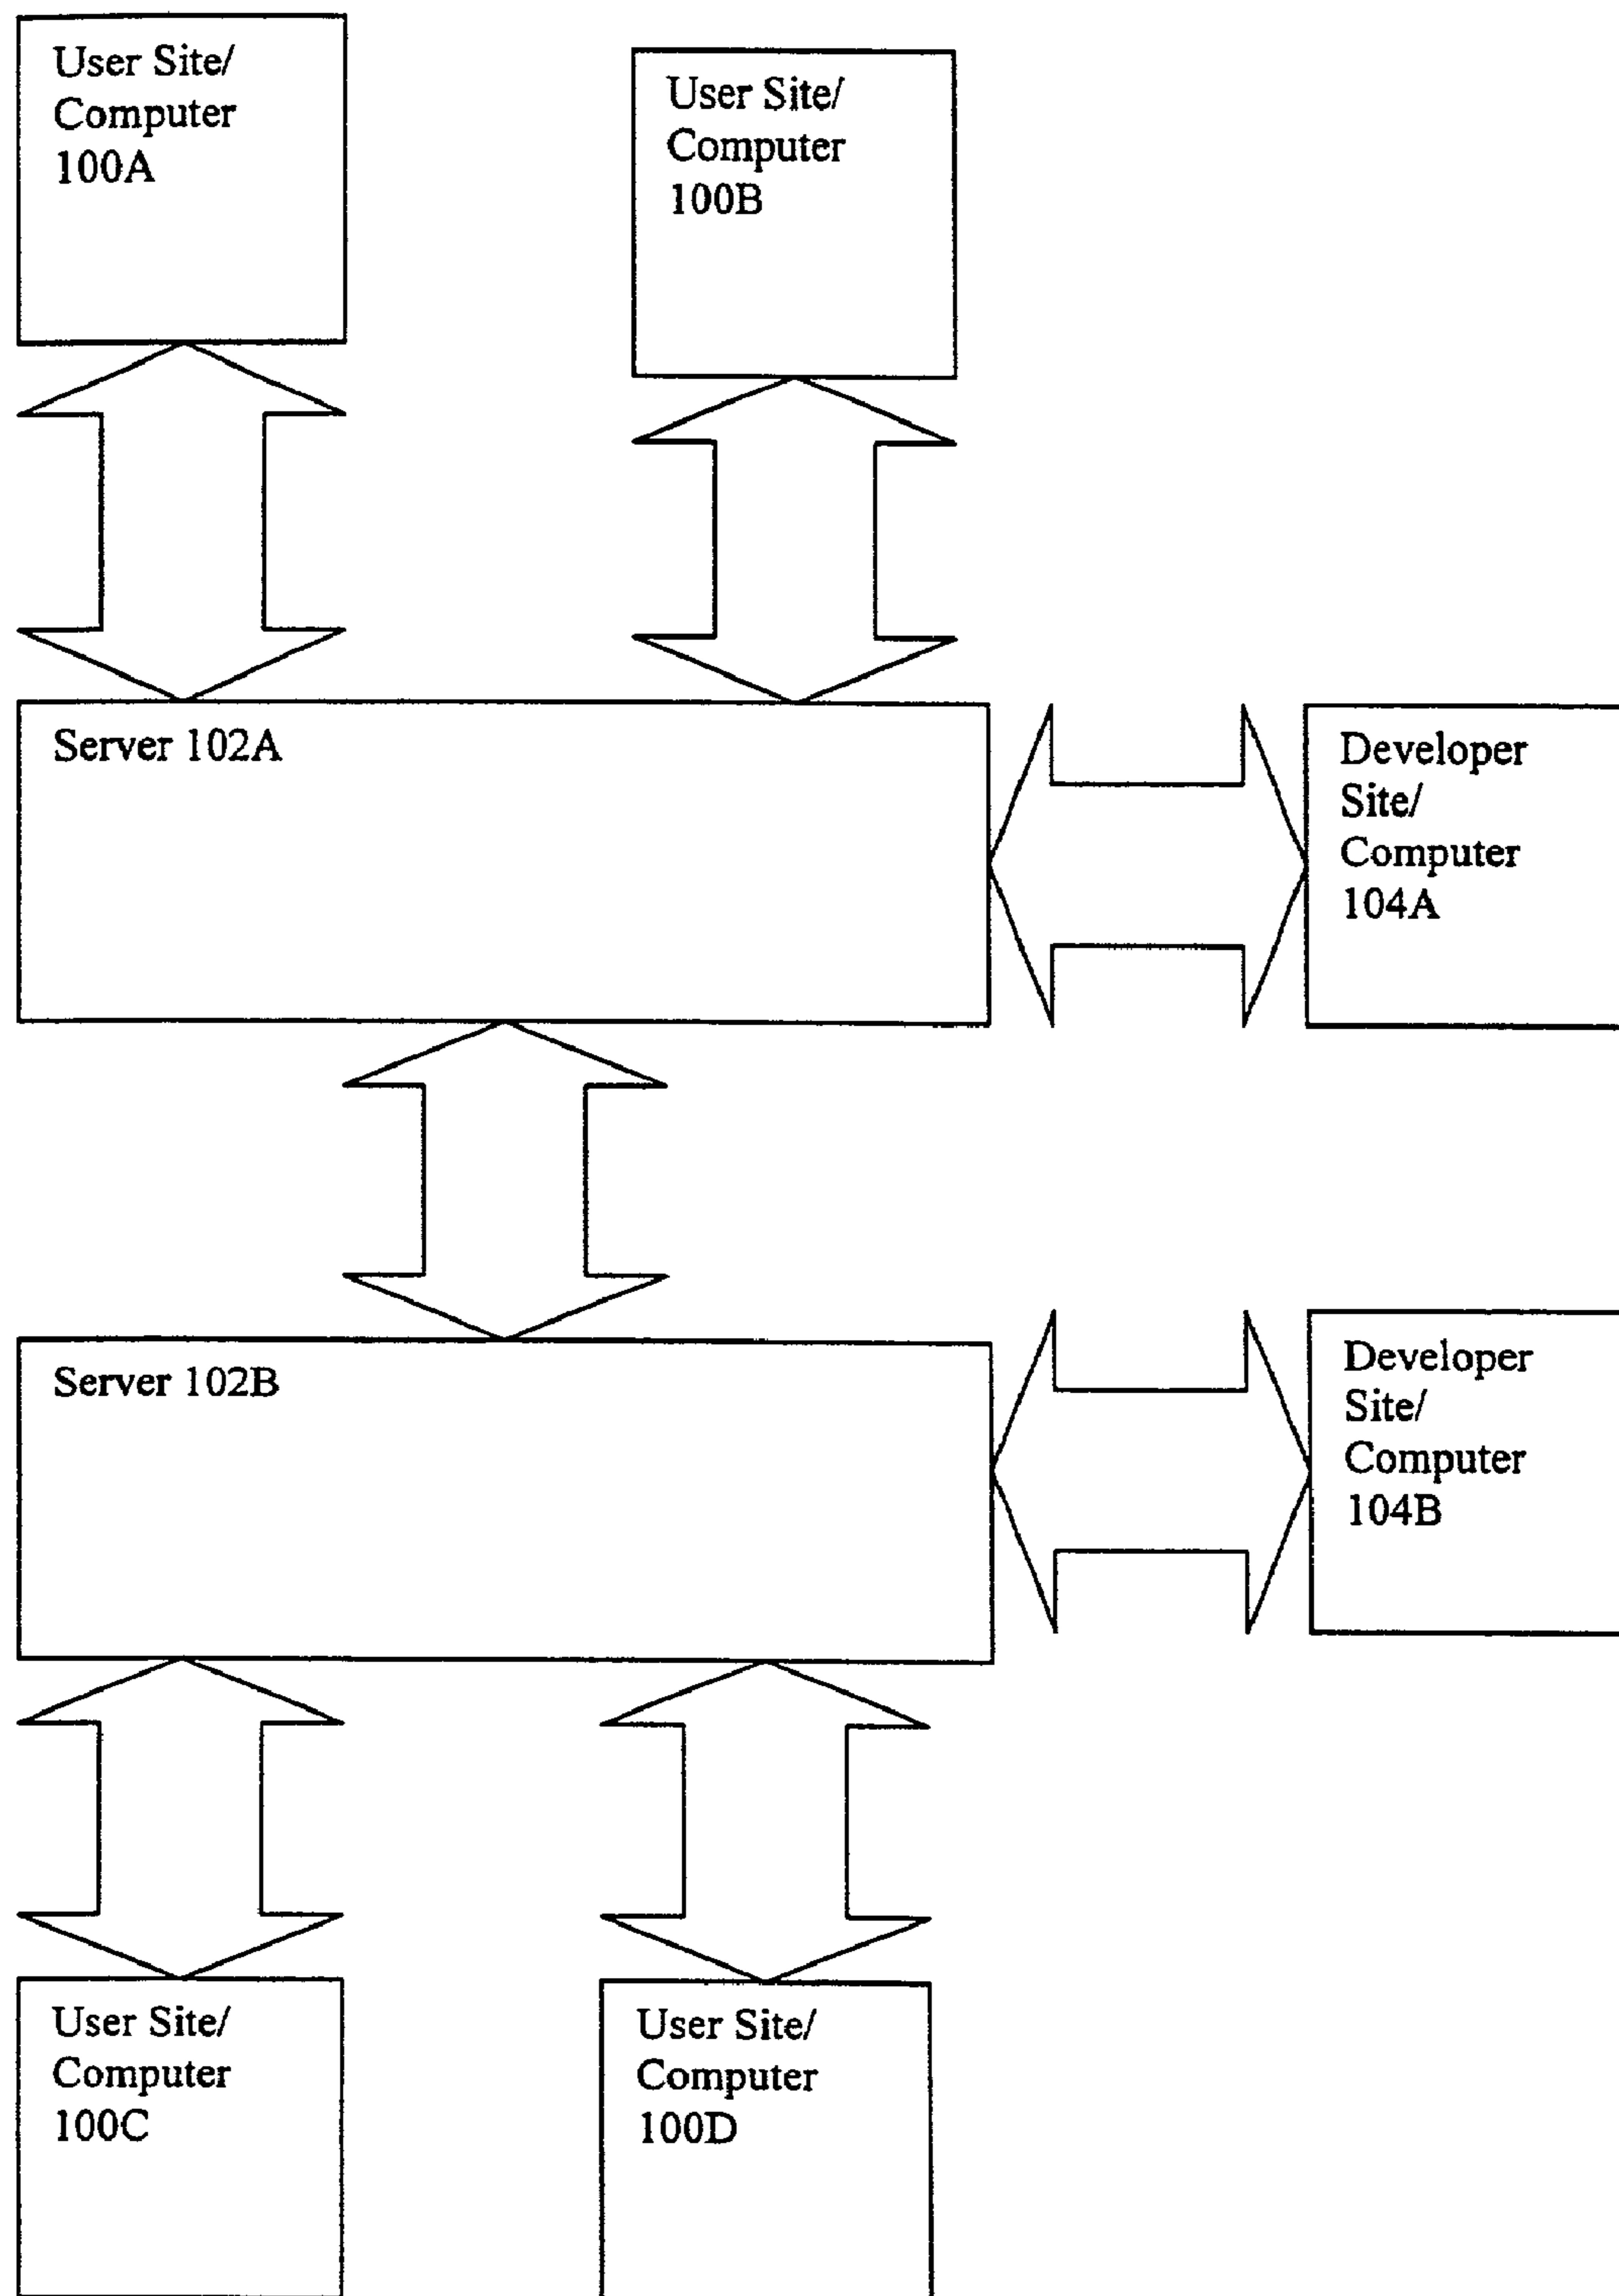 User Site/
Computer
100A
User Site/
Computer
100B
Server 102A
Developer
Site/
Computer
104A
Server 102B
Developer
Site/
Computer
104B
User Site/
Computer
100C
User Site/
Computer
100D